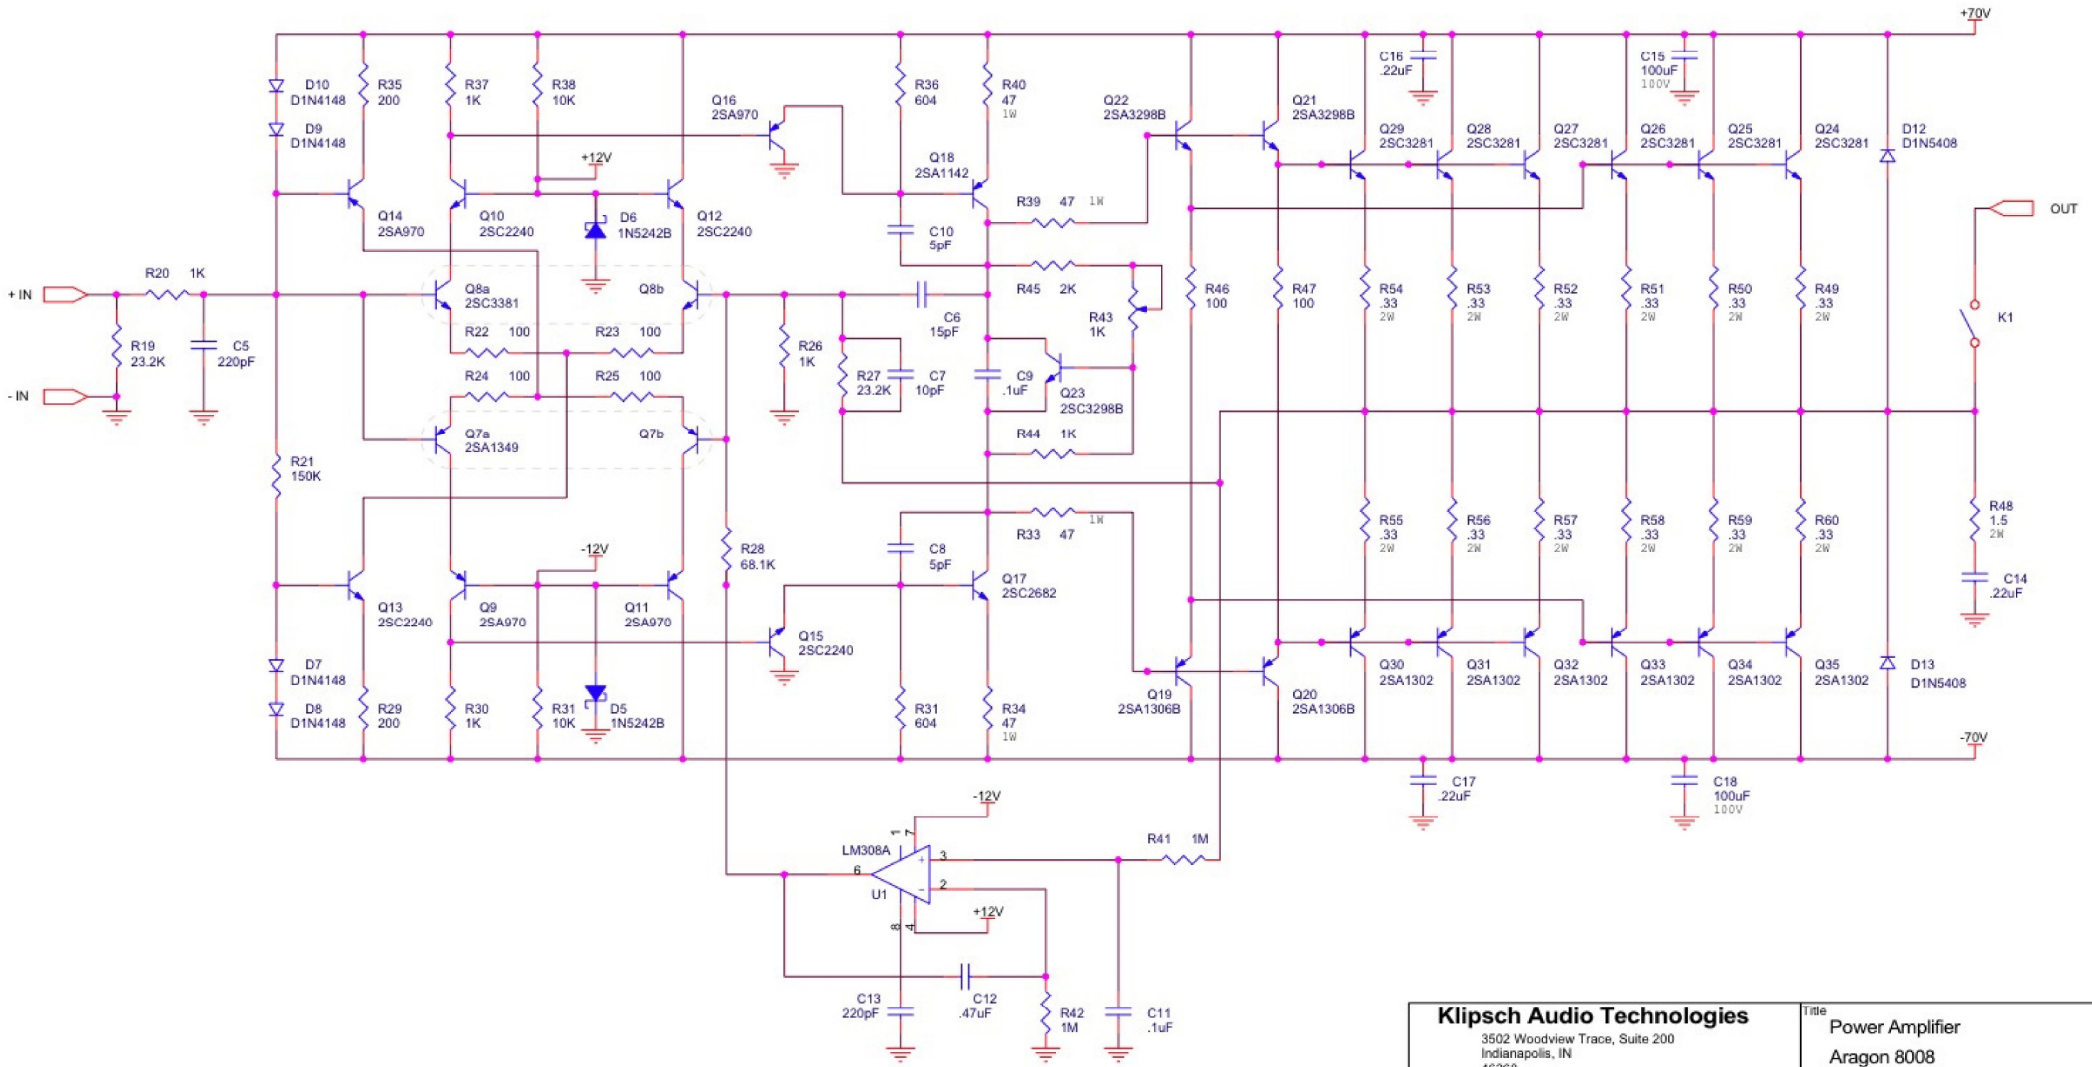 +70V
D10
D1N4148
R35
200
R37
1K
R38
10K
Q16
2SA970
R36
604
R40
47
1W
Q22
2SA3298B
Q21
2SA3298B
C16
.22uF
C15
100uF
100V
D9
D1N4148
+12V
Q18
2SA1142
Q29
2SC3281
Q28
2SC3281
Q27
2SC3281
Q26
2SC3281
Q25
2SC3281
Q24
2SC3281
D12
D1N5408
Q14
2SA970
Q10
2SC2240
D6
1N5242B
Q12
2SC2240
C10
5pF
R39 47 1W
OUT
R20 1K
+ IN
Q8a
2SC3381
Q8b
C6
15pF
R45 2K
R43
1K
R46
100
R47
100
R54
.33
2W
R53
.33
2W
R52
.33
2W
R51
.33
2W
R50
.33
2W
R49
.33
2W
K1
R19
23.2K
C5
220pF
R22 100
R23 100
R26
1K
R27
23.2K
C7
10pF
C9
.1uF
Q23
2SC3298B
- IN
R24 100
R25 100
Q7a
2SA1349
Q7b
R44 1K
R21
150K
R28
68.1K
-12V
C8
5pF
R33 47
1W
Q17
2SC2682
R55
.33
2W
R56
.33
2W
R57
.33
2W
R58
.33
2W
R59
.33
2W
R60
.33
2W
R48
1.5
2W
C14
.22uF
Q13
2SC2240
Q9
2SA970
Q11
2SA970
Q15
2SC2240
D7
D1N4148
D8
D1N4148
R29
200
R30
1K
R31
10K
D5
1N5242B
R31
604
R34
47
1W
Q19
2SA1306B
Q20
2SA1306B
Q30
2SA1302
Q31
2SA1302
Q32
2SA1302
Q33
2SA1302
Q34
2SA1302
Q35
2SA1302
D13
D1N5408
-70V
C17
.22uF
C18
100uF
100V
-12V
1
7
LM308A
U1
6
+
3
-
2
8
4
+12V
R41 1M
C13
220pF
C12
.47uF
R42
1M
C11
.1uF
Klipsch Audio Technologies
3502 Woodview Trace, Suite 200
Indianapolis, IN
Title
Power Amplifier
Aragon 8008